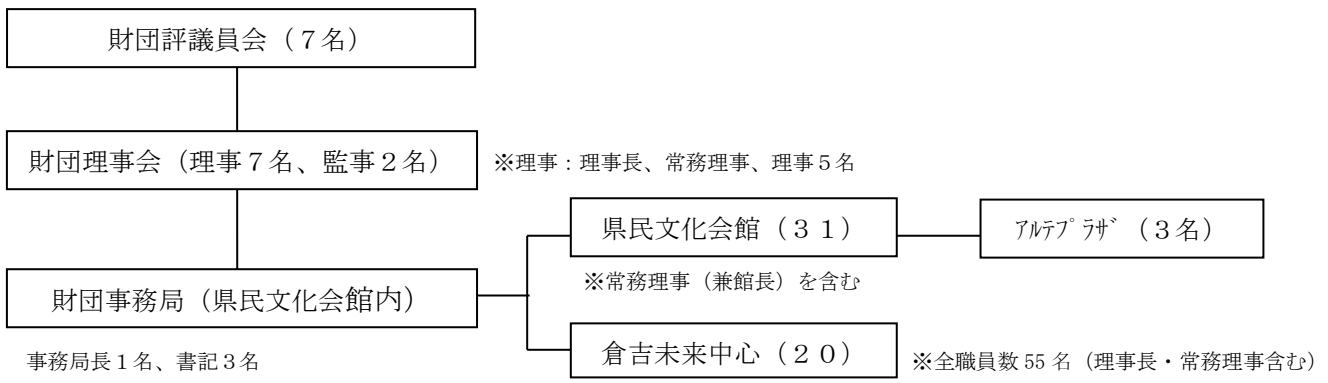 財団評議員会（７名）
財団理事会（理事７名、監事２名）
※理事：理事長、常務理事、理事５名
県民文化会館（３１）
ｱﾙﾃﾌﾟﾗｻﾞ（３名）
※常務理事（兼館長）を含む
財団事務局（県民文化会館内）
倉吉未来中心（２０）
事務局長１名、書記３名
※全職員数 55 名（理事長・常務理事含む）